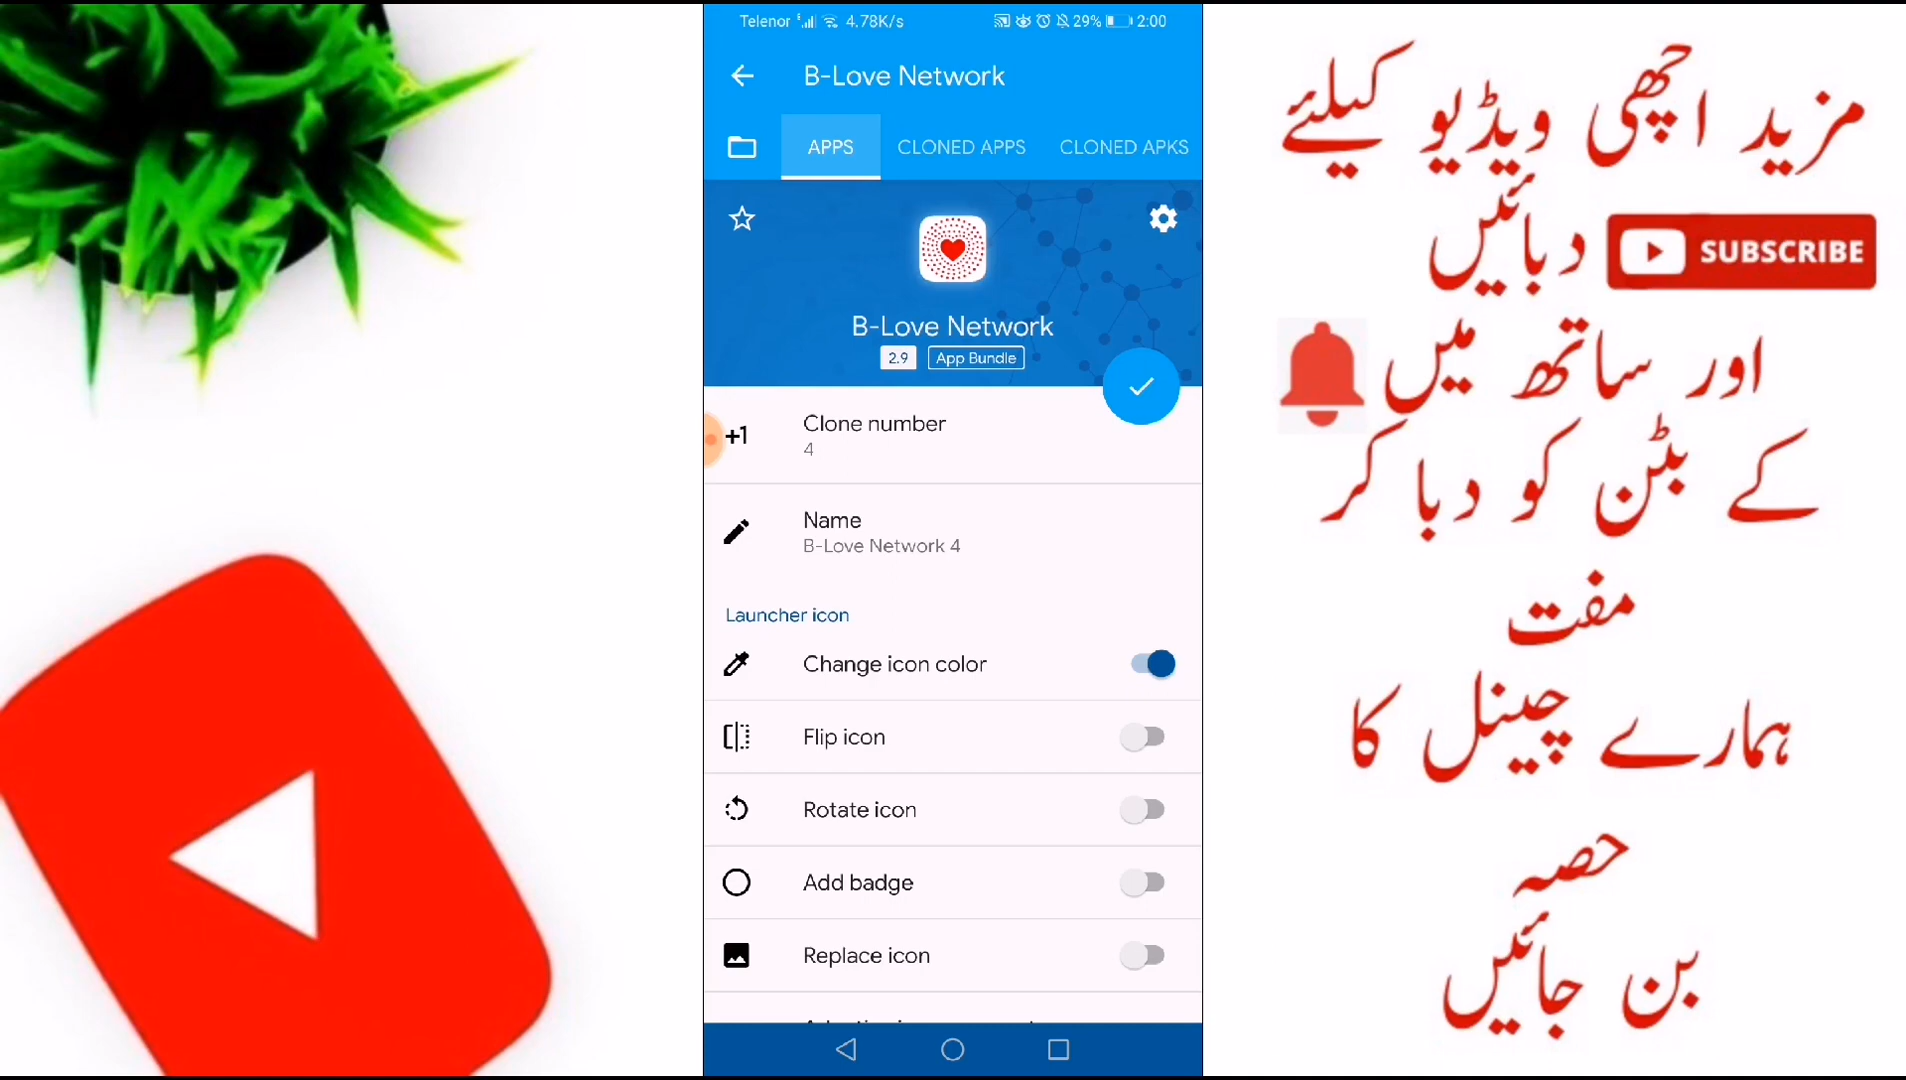 Telenor 4.78K/s 29% 2:00
B-Love Network
APPS CLONED APPS CLONED APKS
B-Love Network
2.9 App Bundle
+1 Clone number
4
Name
B-Love Network 4
Launcher icon
Change icon color
Flip icon
Rotate icon
Add badge
Replace icon
مزید اچھی ویڈیو کیلئے
دبائیں SUBSCRIBE
اور ساتھ میں
کے بٹن کو دبا کر
مفت
ہمارے چینل کا
حصہ
بن جائیں